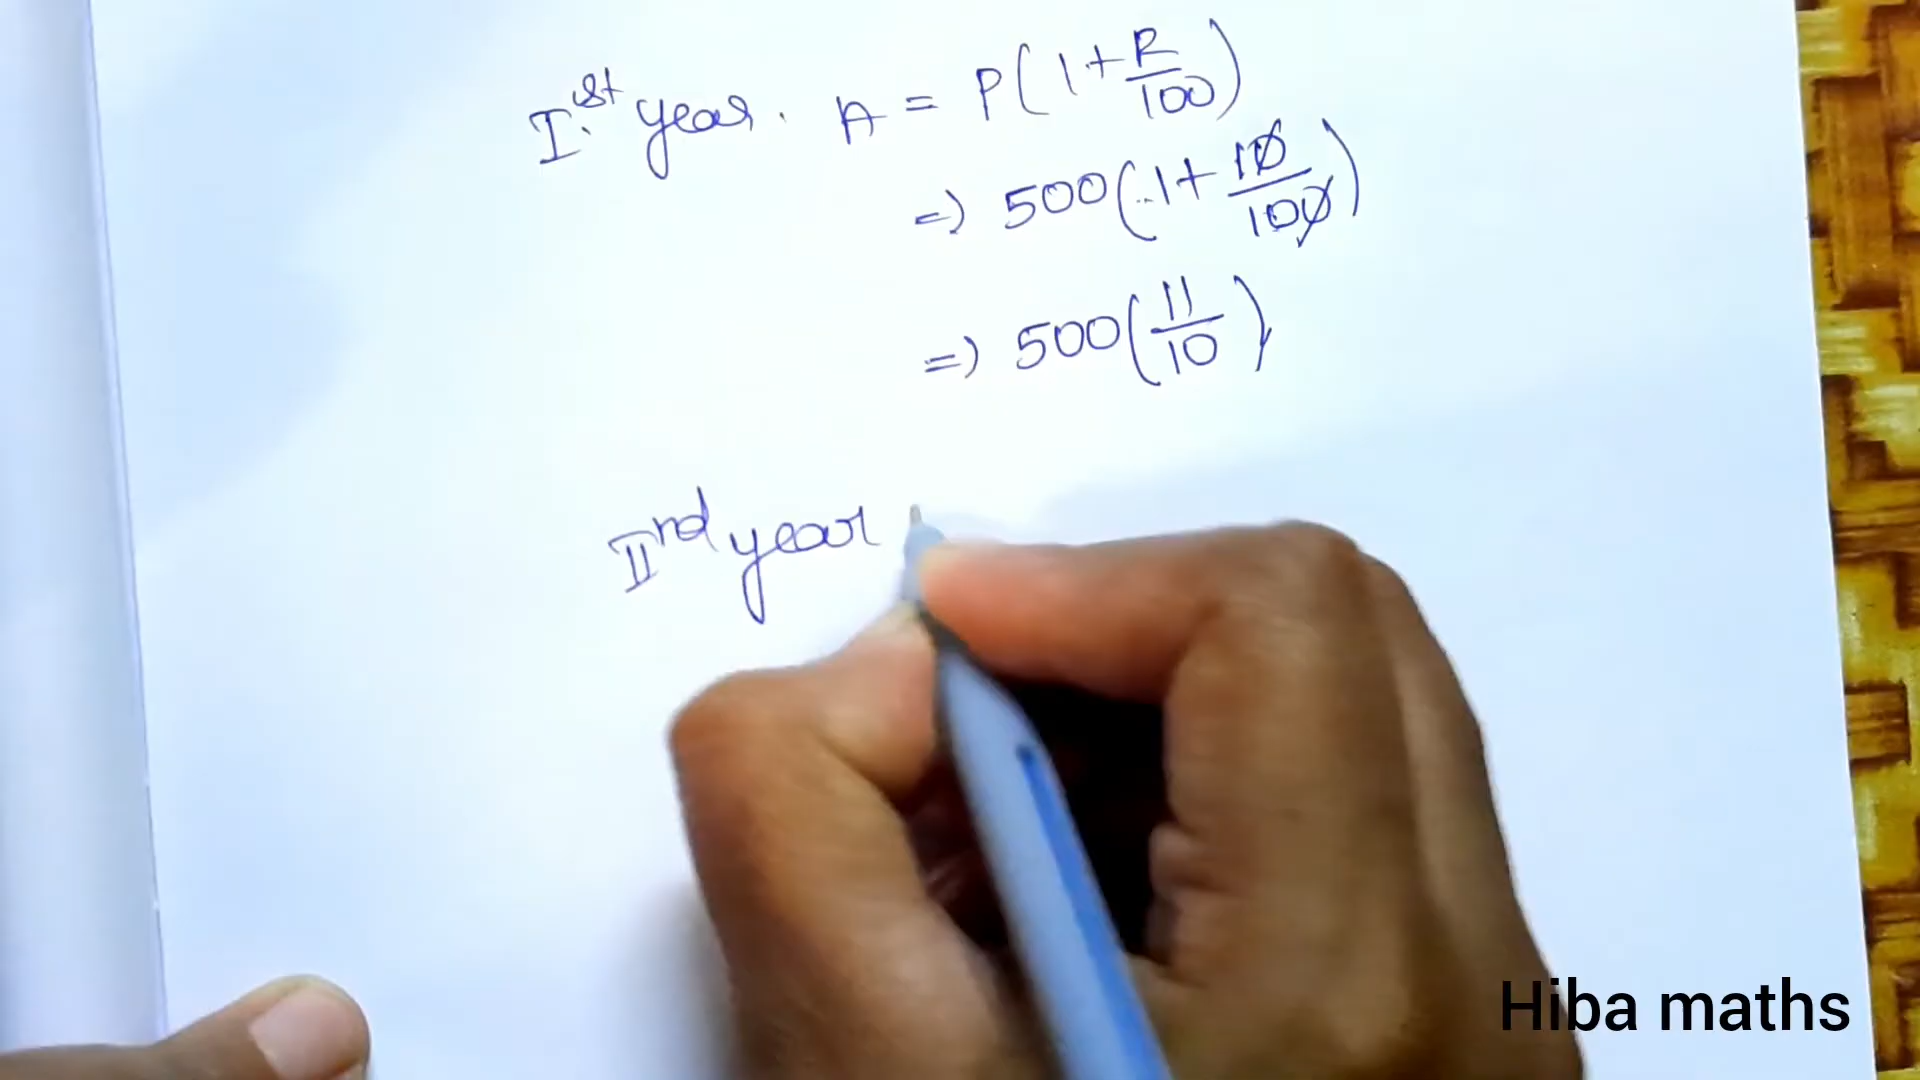 Ist year. A = P(1+R/100)
=) 500(1+10/100)
=) 500(11/10)
IInd year
Hiba maths